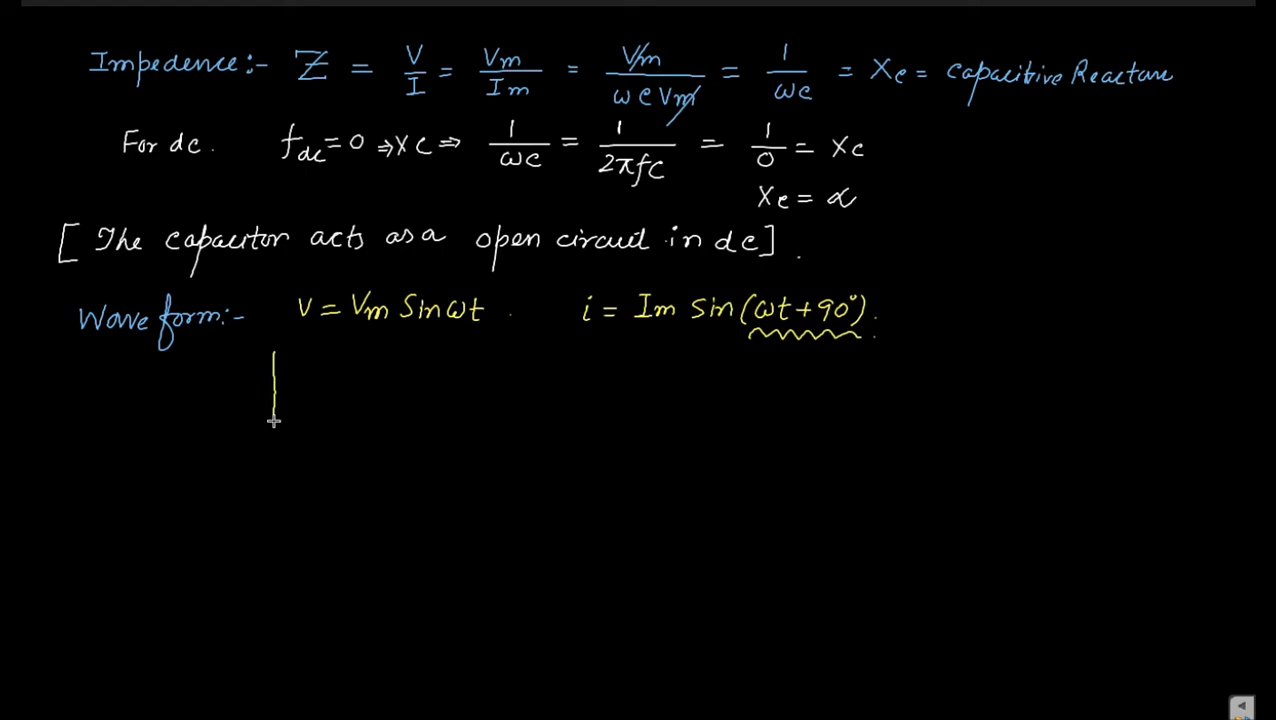 Impedence:- Z = V/I = Vm/Im = Vm/ωCVm = 1/ωc = Xc = capacitive Reactance
For dc. fdc = 0 ⇒ XC ⇒ 1/ωc = 1/2πfC = 1/0 = Xc
Xc = α
[ The capacitor acts as a open circuit in dc ].
Wave form:- v = Vm Sinωt . i = Im Sin(ωt+90°).